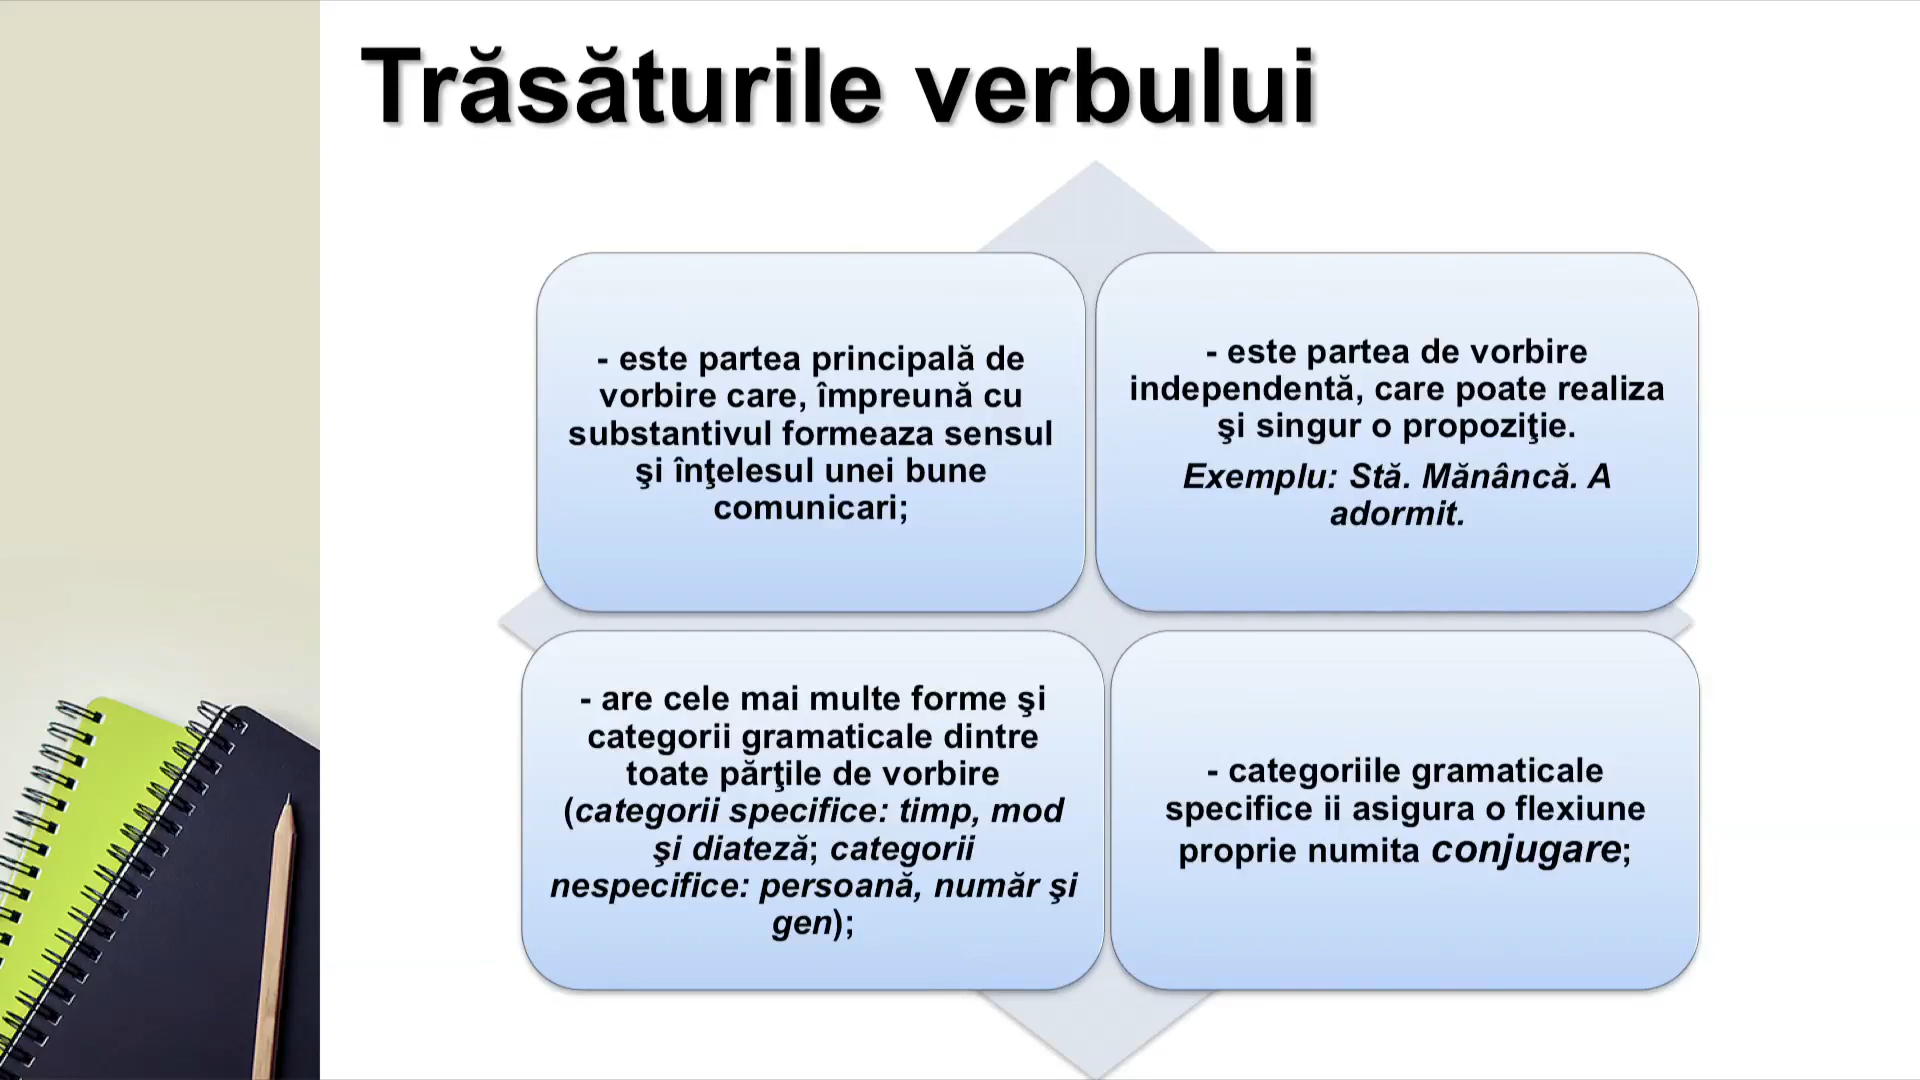 Trăsăturile verbului
- este partea principală de
vorbire care, împreună cu
substantivul formeaza sensul
şi înţelesul unei bune
comunicari;
- este partea de vorbire
independentă, care poate realiza
şi singur o propoziţie.
Exemplu: Stă. Mănâncă. A
adormit.
- are cele mai multe forme şi
categorii gramaticale dintre
toate părţile de vorbire
(categorii specifice: timp, mod
şi diateză; categorii
nespecifice: persoană, număr şi
gen);
- categoriile gramaticale
specifice ii asigura o flexiune
proprie numita conjugare;